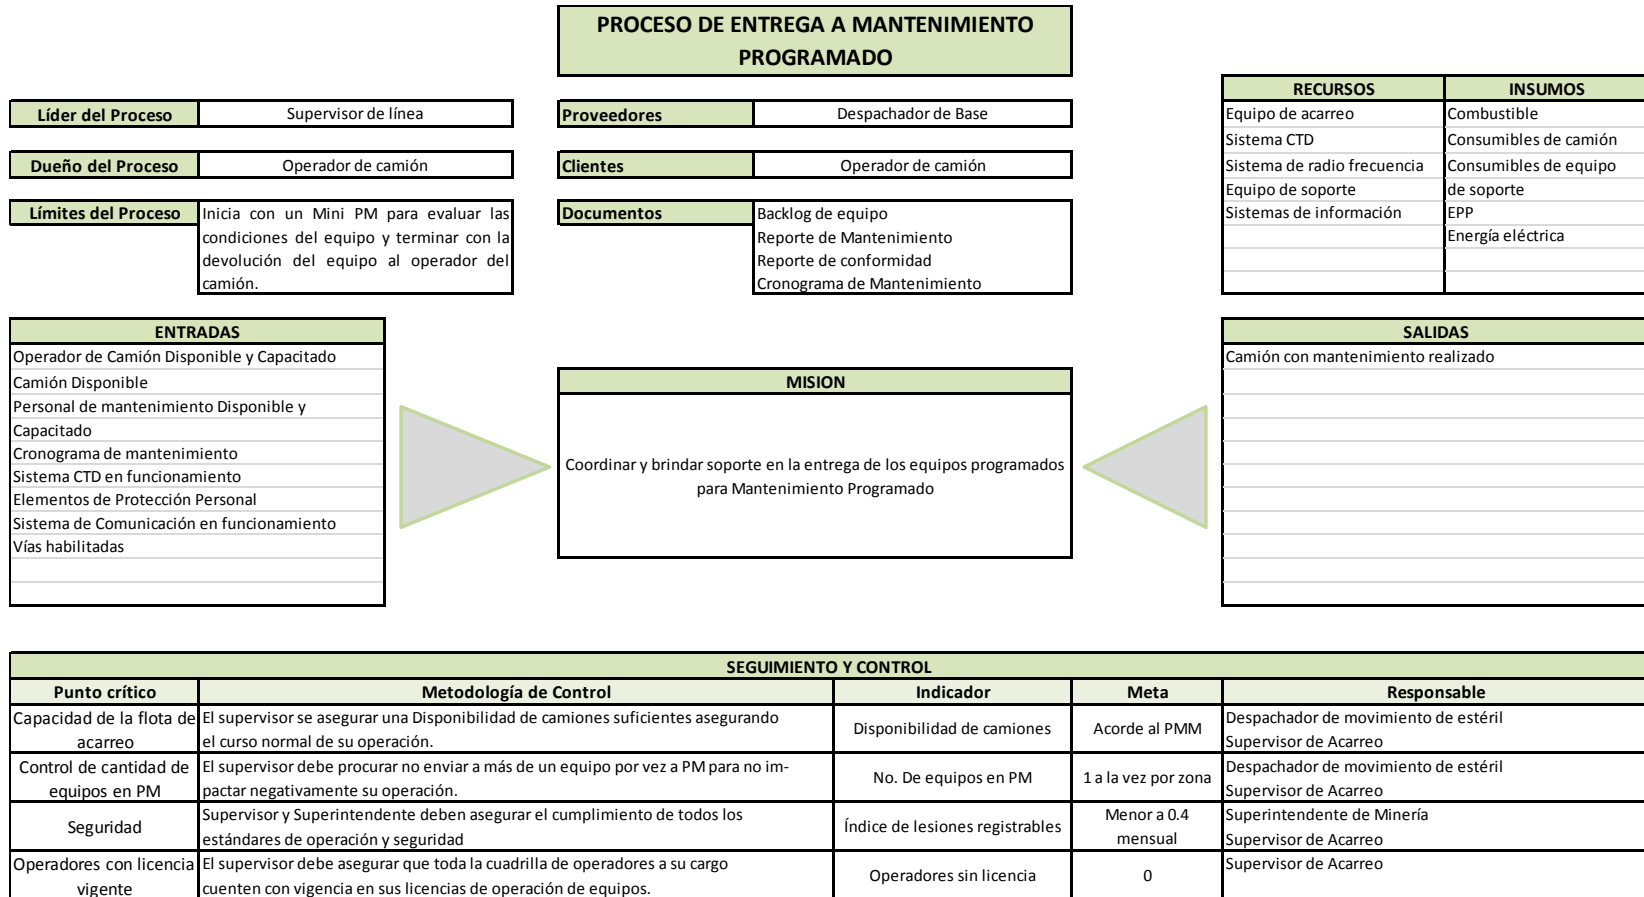 PROCESO DE ENTREGA A MANTENIMIENTO
PROGRAMADO
Líder del Proceso
Supervisor de línea
Dueño del Proceso
Operador de camión
Límites del Proceso
Inicia con un Mini PM para evaluar las
condiciones del equipo y terminar con la
devolución del equipo al operador del
camión.
Proveedores
Despachador de Base
Clientes
Operador de camión
Documentos
Backlog de equipo
Reporte de Mantenimiento
Reporte de conformidad
Cronograma de Mantenimiento
RECURSOS
Equipo de acarreo
Sistema CTD
Sistema de radio frecuencia
Equipo de soporte
Sistemas de información
INSUMOS
Combustible
Consumibles de camión
Consumibles de equipo
de soporte
EPP
Energía eléctrica
ENTRADAS
Operador de Camión Disponible y Capacitado
Camión Disponible
Personal de mantenimiento Disponible y
Capacitado
Cronograma de mantenimiento
Sistema CTD en funcionamiento
Elementos de Protección Personal
Sistema de Comunicación en funcionamiento
Vías habilitadas
MISION
Coordinar y brindar soporte en la entrega de los equipos programados
para Mantenimiento Programado
SALIDAS
Camión con mantenimiento realizado
SEGUIMIENTO Y CONTROL
Punto crítico
Metodología de Control
Indicador
Meta
Responsable
Capacidad de la flota de
acarreo
El supervisor se asegurar una Disponibilidad de camiones suficientes asegurando
el curso normal de su operación.
Disponibilidad de camiones
Acorde al PMM
Despachador de movimiento de estéril
Supervisor de Acarreo
Control de cantidad de
equipos en PM
El supervisor debe procurar no enviar a más de un equipo por vez a PM para no im-
pactar negativamente su operación.
No. De equipos en PM
1 a la vez por zona
Despachador de movimiento de estéril
Supervisor de Acarreo
Seguridad
Supervisor y Superintendente deben asegurar el cumplimiento de todos los
estándares de operación y seguridad
Índice de lesiones registrables
Menor a 0.4
mensual
Superintendente de Minería
Supervisor de Acarreo
Operadores con licencia
vigente
El supervisor debe asegurar que toda la cuadrilla de operadores a su cargo
cuenten con vigencia en sus licencias de operación de equipos.
Operadores sin licencia
0
Supervisor de Acarreo